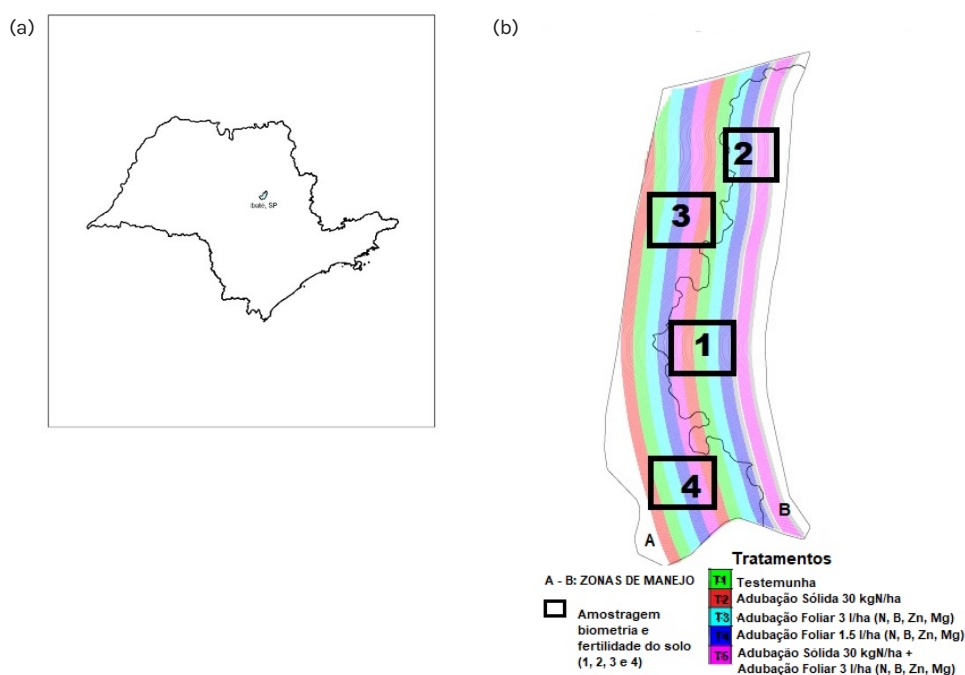 (a)
Ibaté, SP
(b)
2
3
1
4
A
B
A - B: ZONAS DE MANEJO
Amostragem
biometria e
fertilidade do solo
(1, 2, 3 e 4)
Tratamentos
T1 Testemunha
T2 Adubação Sólida 30 kgN/ha
T3 Adubação Foliar 3 l/ha (N, B, Zn, Mg)
T4 Adubação Foliar 1.5 l/ha (N, B, Zn, Mg)
T5 Adubação Sólida 30 kgN/ha +
Adubação Foliar 3 l/ha (N, B, Zn, Mg)